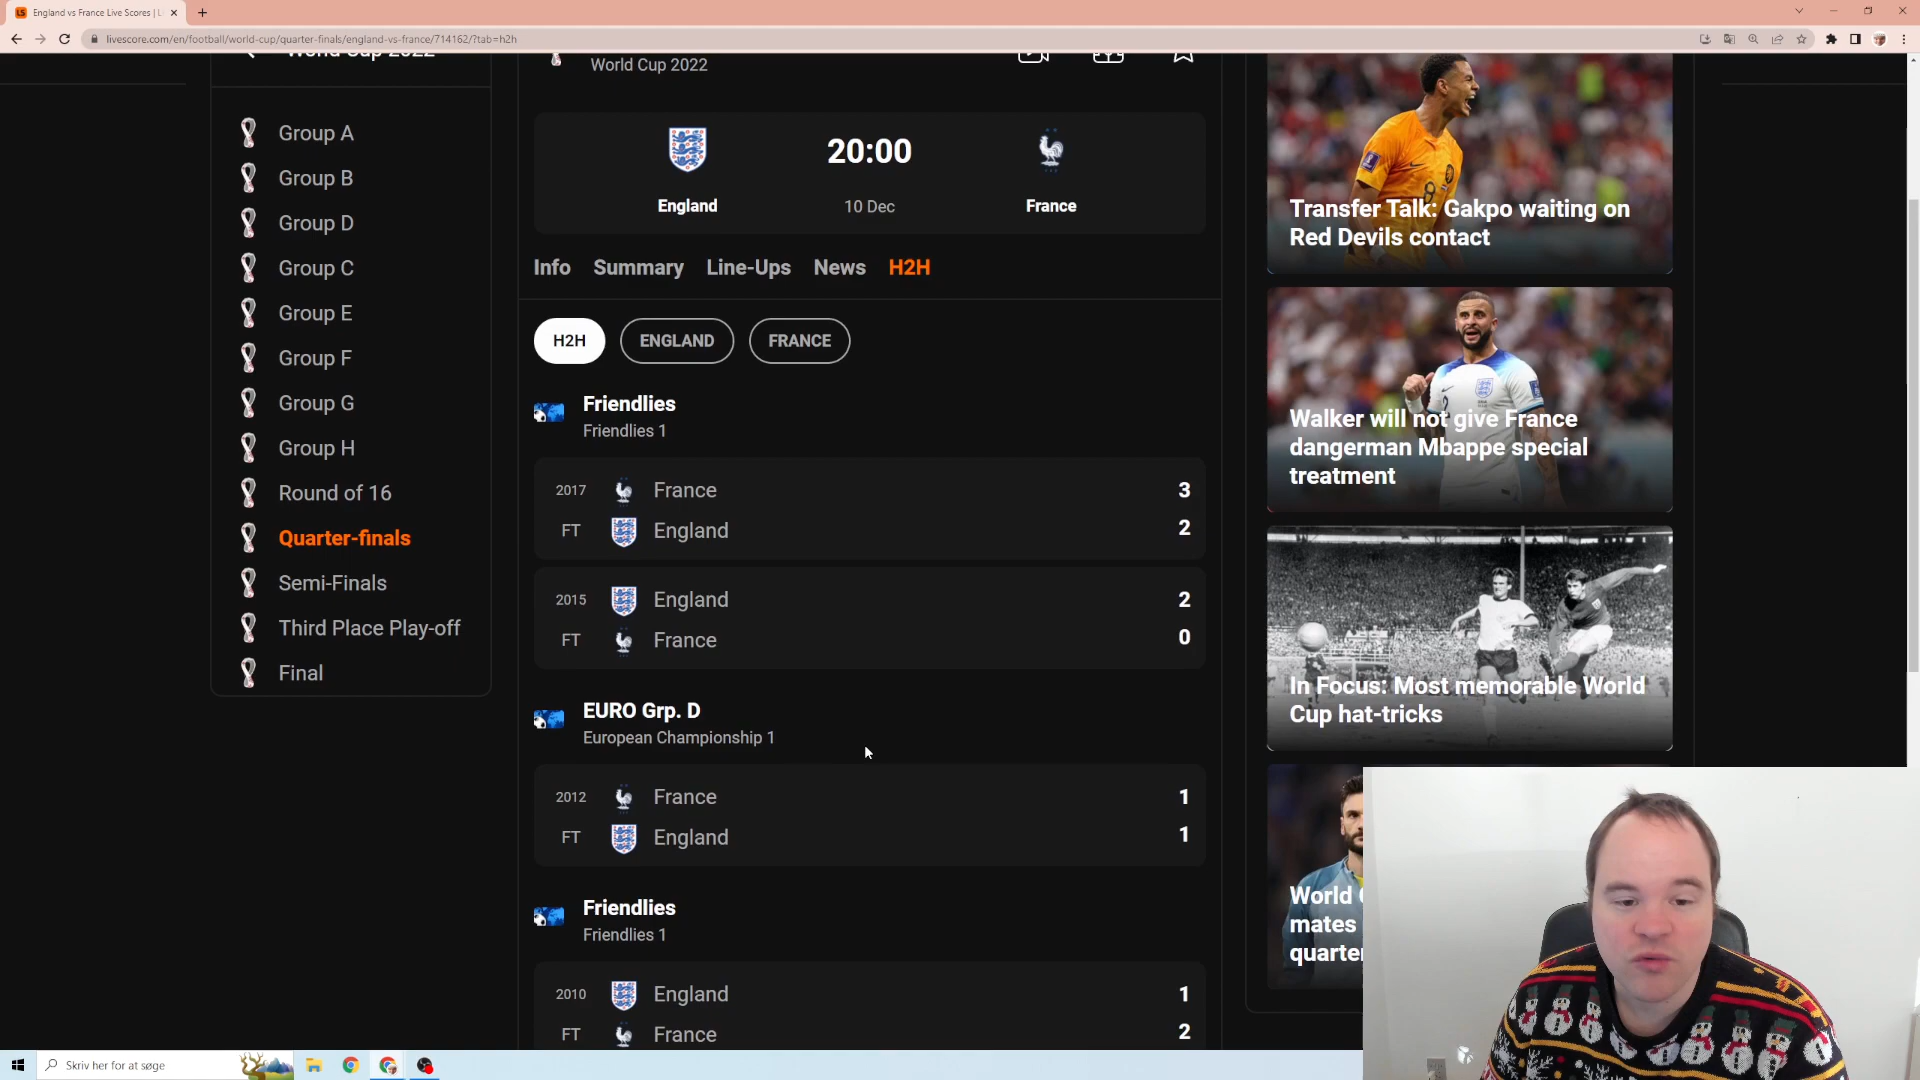 England vs France Live Scores | L
livescore.com/en/football/world-cup/quarter-finals/england-vs-france/714162/?tab=h2h
World Cup 2022
Group A
Group B
Group D
Group C
Group E
Group F
Group G
Group H
Round of 16
Quarter-finals
Semi-Finals
Third Place Play-off
Final
World Cup 2022
England
20:00
10 Dec
France
Info Summary Line-Ups News H2H
H2H ENGLAND FRANCE
Friendlies
Friendlies 1
2017 France 3
FT England 2
2015 England 2
FT France 0
EURO Grp. D
European Championship 1
2012 France 1
FT England 1
Friendlies
Friendlies 1
2010 England 1
FT France 2
Transfer Talk: Gakpo waiting on
Red Devils contact
Walker will not give France
dangerman Mbappe special
treatment
In Focus: Most memorable World
Cup hat-tricks
World
mates
quarter
Skriv her for at søge